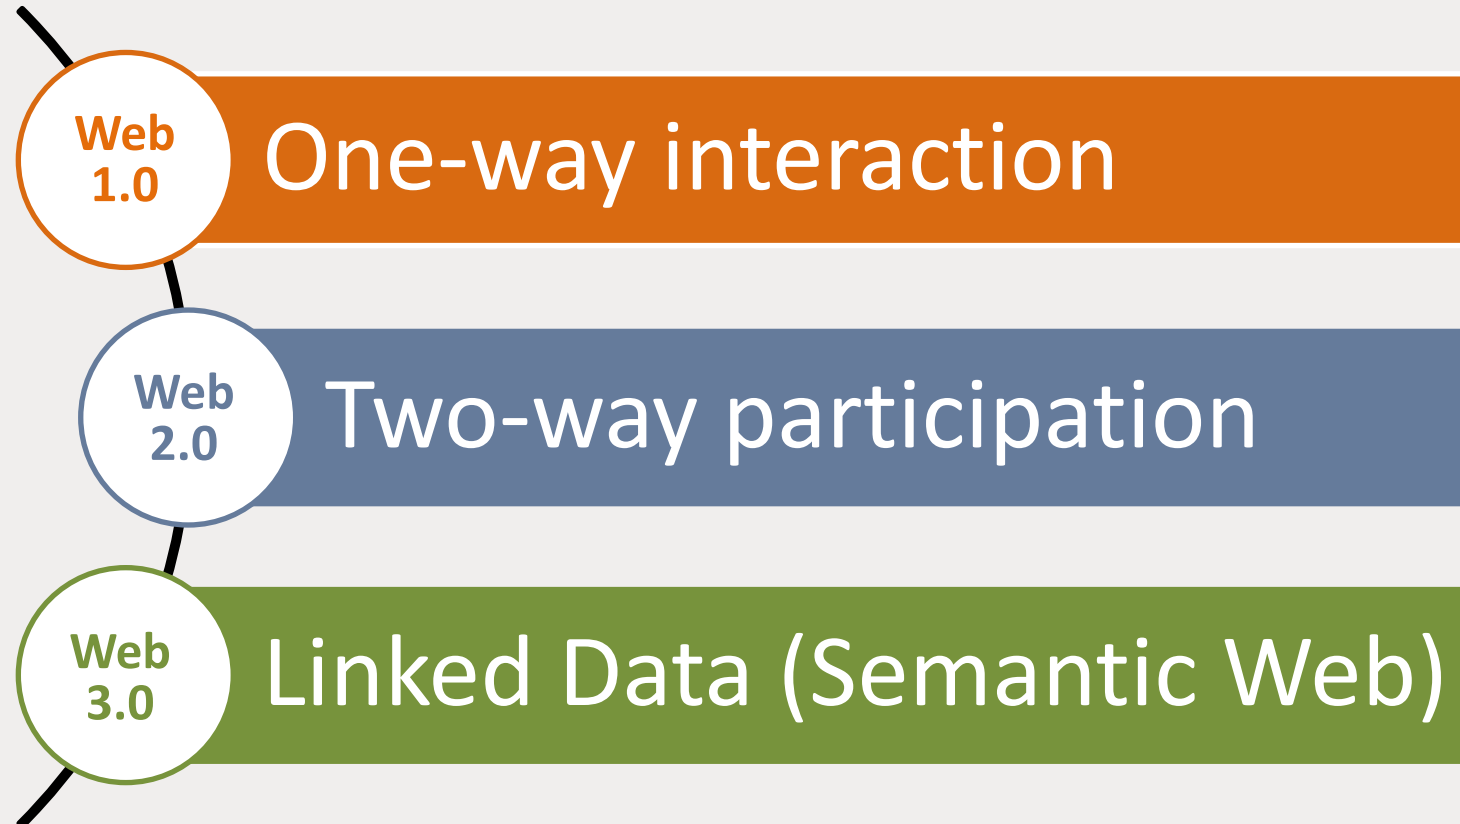 Web
1.0
One-way interaction
Web
2.0
Two-way participation
Web
3.0
Linked Data (Semantic Web)